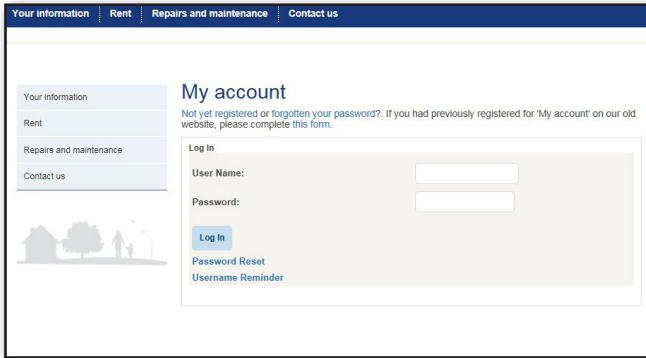 Your information Rent Repairs and maintenance Contact us
Your information
Rent
Repairs and maintenance
Contact us
My account
Not yet registered or forgotten your password?. If you had previously registered for 'My account' on our old
website, please complete this form.
Log In
User Name:
Password:
Log In
Password Reset
Username Reminder